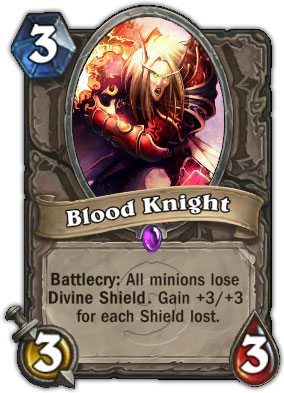 3
Blood Knight
Battlecry: All minions lose
Divine Shield. Gain +3/+3
for each Shield lost.
3 3